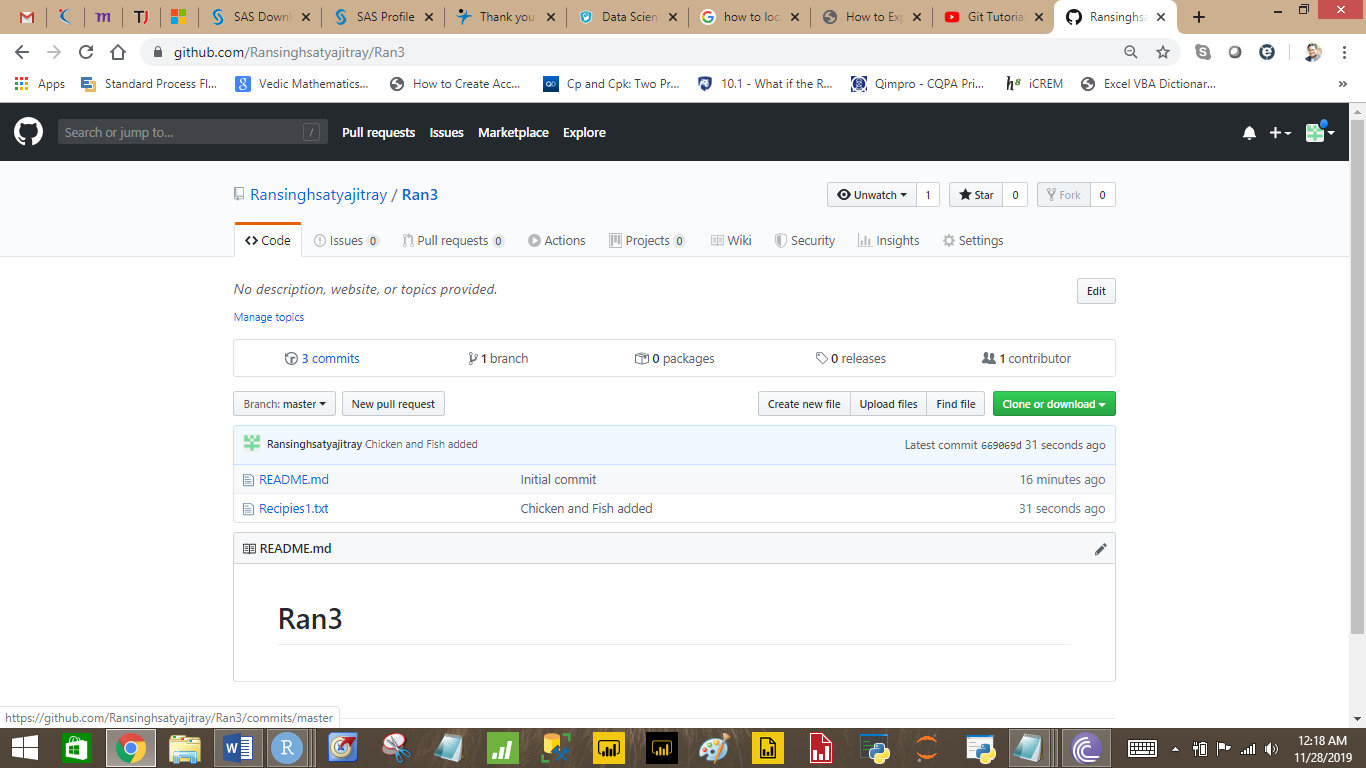 SAS Downl
SAS Profile
Thank you
Data Scien
how to loc
How to Exp
Git Tutoria
Ransinghsa
github.com/Ransinghsatyajitray/Ran3
Apps
Standard Process Fl...
Vedic Mathematics...
How to Create Acc...
Cp and Cpk: Two Pr...
10.1 - What if the R...
Qimpro - CQPA Pri...
iCREM
Excel VBA Dictionar...
»
Search or jump to...
/
Pull requests
Issues
Marketplace
Explore
Ransinghsatyajitray / Ran3
Unwatch 1
Star 0
Fork 0
Code
Issues 0
Pull requests 0
Actions
Projects 0
Wiki
Security
Insights
Settings
No description, website, or topics provided.
Edit
Manage topics
3 commits
1 branch
0 packages
0 releases
1 contributor
Branch: master
New pull request
Create new file
Upload files
Find file
Clone or download
Ransinghsatyajitray Chicken and Fish added
Latest commit 669069d 31 seconds ago
README.md
Initial commit
16 minutes ago
Recipies1.txt
Chicken and Fish added
31 seconds ago
README.md
Ran3
https://github.com/Ransinghsatyajitray/Ran3/commits/master
12:18 AM
11/28/2019